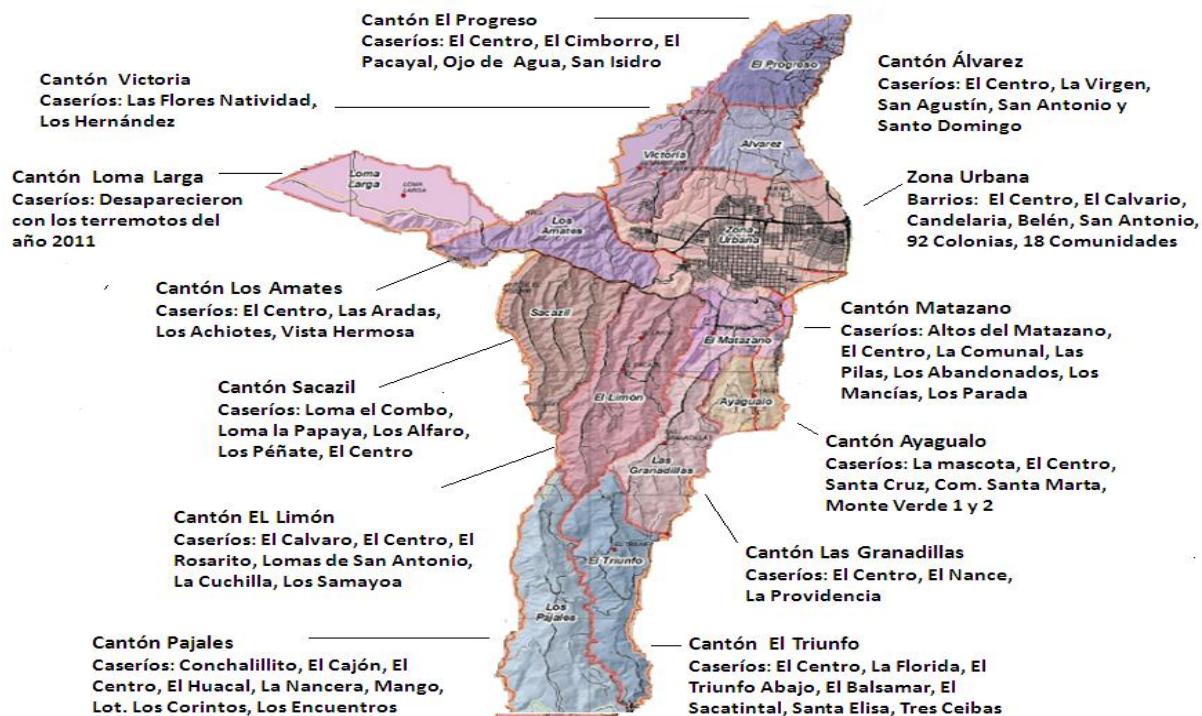 Cantón El Progreso
Caseríos: El Centro, El Cimborro, El
Pacayal, Ojo de Agua, San Isidro
Cantón Victoria
Caseríos: Las Flores Natividad,
Los Hernández
Cantón Álvarez
Caseríos: El Centro, La Virgen,
San Agustín, San Antonio y
Santo Domingo
Cantón Loma Larga
Caseríos: Desaparecieron
con los terremotos del
año 2011
Zona Urbana
Barrios: El Centro, El Calvario,
Candelaria, Belén, San Antonio,
92 Colonias, 18 Comunidades
Cantón Los Amates
Caseríos: El Centro, Las Aradas,
Los Achiotes, Vista Hermosa
Cantón Matazano
Caseríos: Altos del Matazano,
El Centro, La Comunal, Las
Pilas, Los Abandonados, Los
Mancías, Los Parada
Cantón Sacazil
Caseríos: Loma el Combo,
Loma la Papaya, Los Alfaro,
Los Péñate, El Centro
Cantón Ayagualo
Caseríos: La mascota, El Centro,
Santa Cruz, Com. Santa Marta,
Monte Verde 1 y 2
Cantón EL Limón
Caseríos: El Calvaro, El Centro, El
Rosarito, Lomas de San Antonio,
La Cuchilla, Los Samayoa
Cantón Las Granadillas
Caseríos: El Centro, El Nance,
La Providencia
Cantón Pajales
Caseríos: Conchalillito, El Cajón, El
Centro, El Huacal, La Nancera, Mango,
Lot. Los Corintos, Los Encuentros
Cantón El Triunfo
Caseríos: El Centro, La Florida, El
Triunfo Abajo, El Balsamar, El
Sacatintal, Santa Elisa, Tres Ceibas
El Progreso
Alvarez
Victoria
Loma
Larga
LOMA
LARGA
Los
Amates
Zona
Urbana
Sacazil
El Matazano
El Limón
Ayagualo
Las
Granadillas
El Triunfo
Los
Pajales